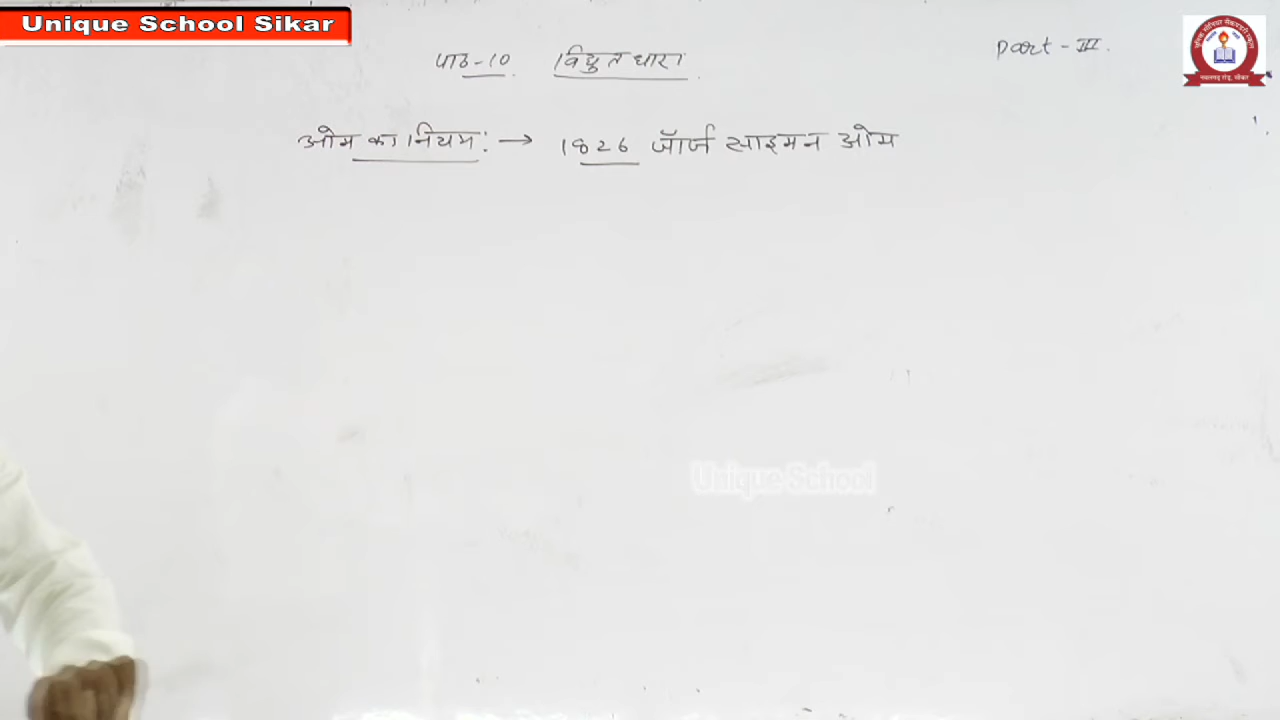 Unique School Sikar
पाठ-10 विद्युत धारा
Part - III.
ओम का नियम :→ 1826 जॉर्ज साइमन ओम
Unique School